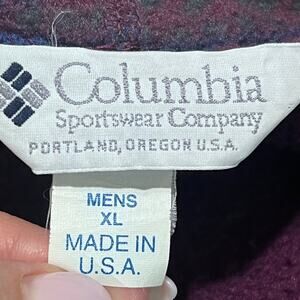 Columbia
Sportswear Company
PORTLAND, OREGON U.S.A.
MENS
XL
MADE IN
U.S.A.